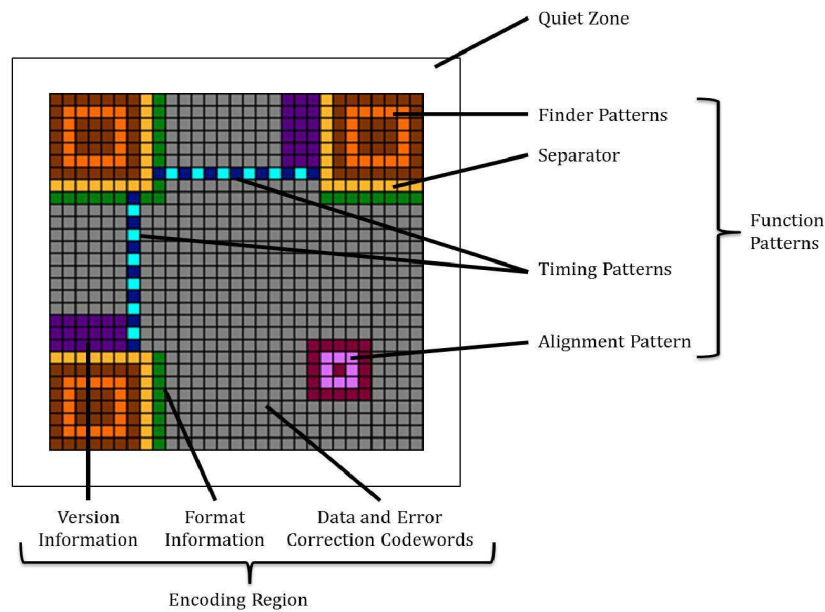 Quiet Zone
Finder Patterns
Separator
Function
Patterns
Timing Patterns
Alignment Pattern
Version
Information
Format
Information
Data and Error
Correction Codewords
Encoding Region